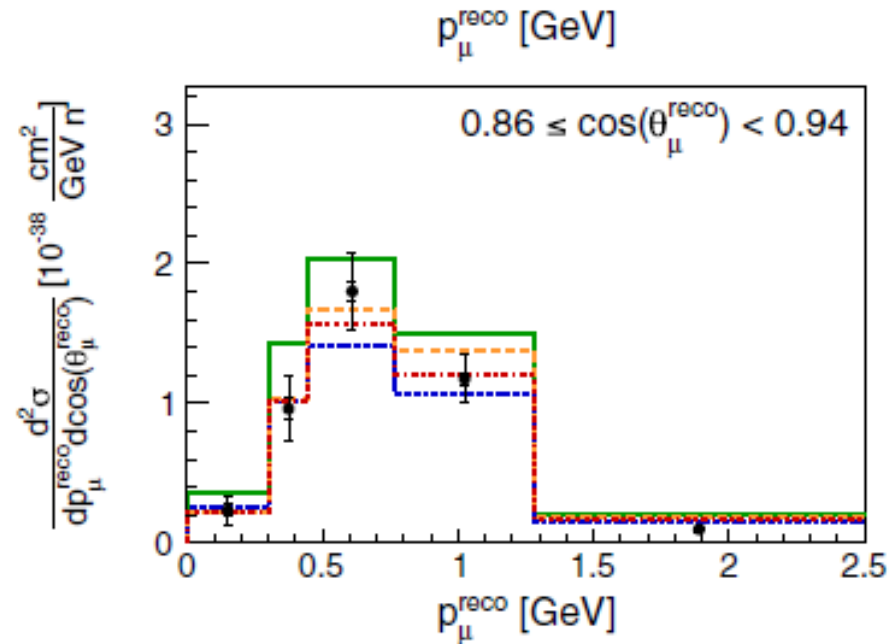 p_μ^reco [GeV]
0.86 ≤ cos(θ_μ^reco) < 0.94
d²σ / dp_μ^reco dcos(θ_μ^reco) [10⁻³⁸ cm² / GeV n]
3
2
1
0
0 0.5 1 1.5 2 2.5
p_μ^reco [GeV]